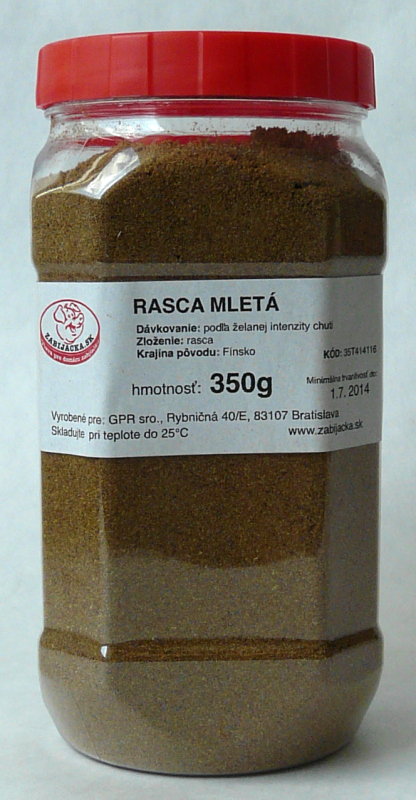 RASCA MLETÁ
Dávkovanie: podľa želanej intenzity chuti
Zloženie: rasca
Krajina pôvodu: Fínsko
KÓD: 35T414116
hmotnosť: 350g
Minimálna trvanlivosť do:
1.7. 2014
Vyrobené pre: GPR sro., Rybničná 40/E, 83107 Bratislava
Skladujte pri teplote do 25°C
www.zabijacka.sk
ZABIJAČKA.SK